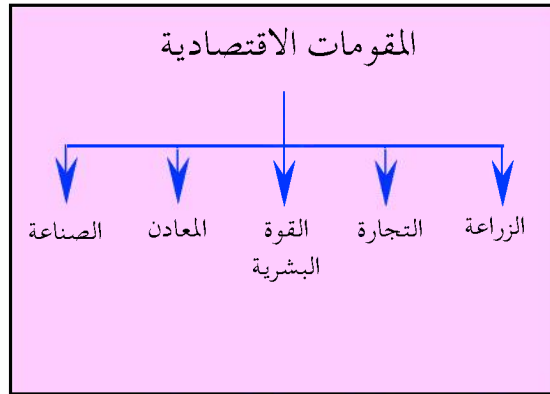 المقومات الاقتصادية
الزراعة
التجارة
القوة
البشرية
المعادن
الصناعة